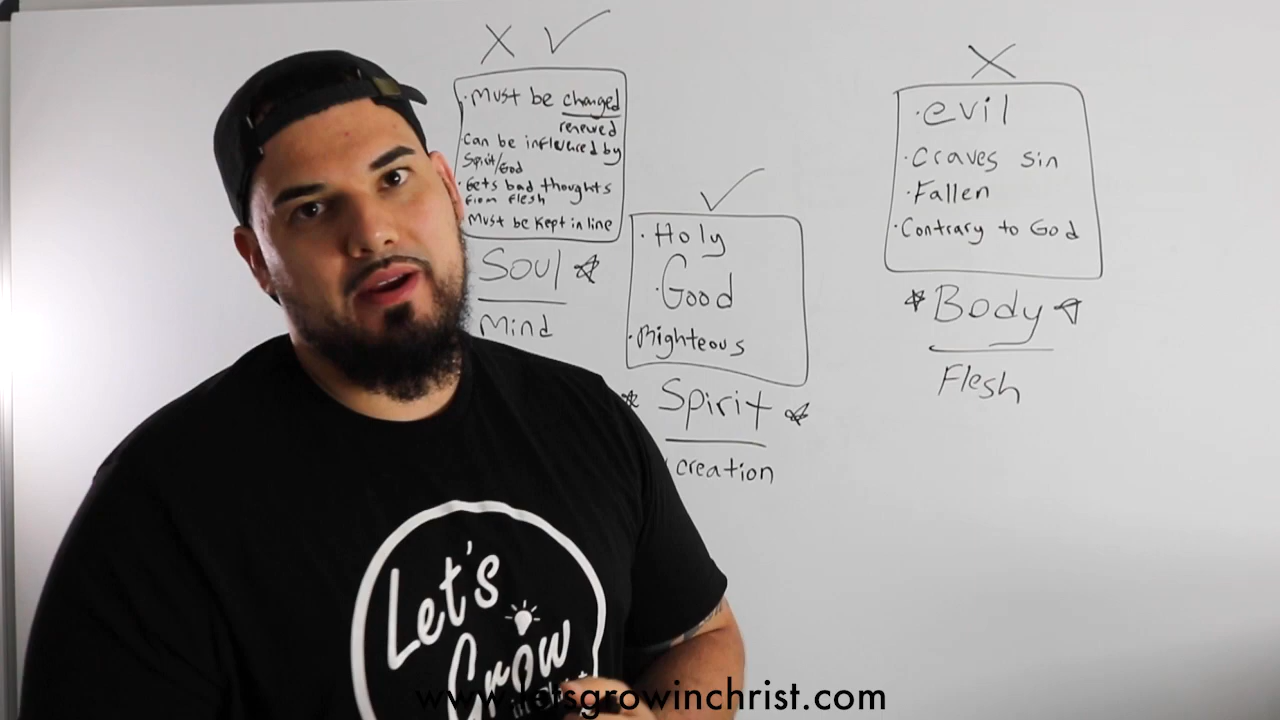 · Must be changed
renewed
· Can be influenced by
Spirit/God
· Gets bad thoughts
from flesh
· Must be kept in line
Soul
Mind
· Holy
· Good
· Righteous
Spirit
creation
· evil
· Craves sin
· Fallen
· Contrary to God
Body
Flesh
Let's
Grow
www.letsgrowinchrist.com